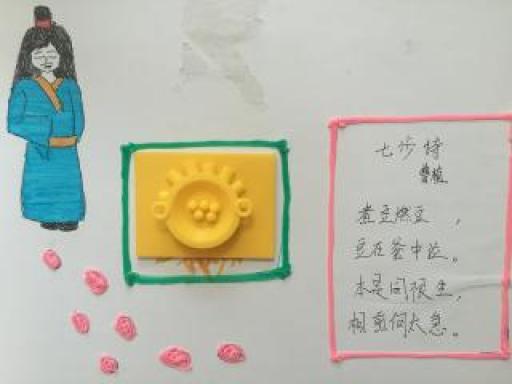 七步诗
曹植
煮豆燃豆 ，
豆在釜中泣。
本是同根生，
相煎何太急。